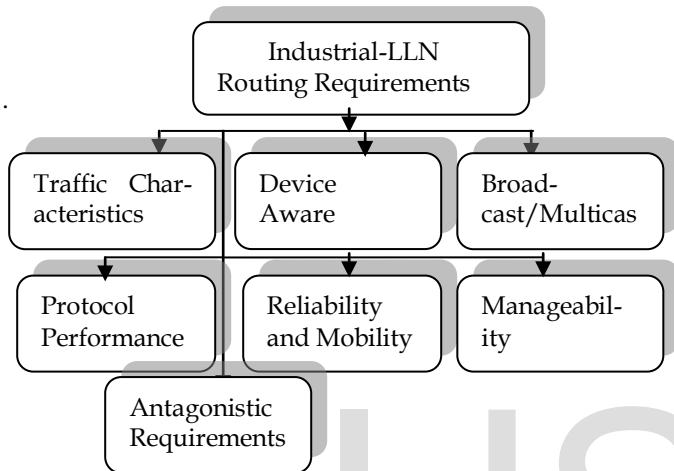 Industrial-LLN
Routing Requirements
.
Traffic Char-
acteristics
Device
Aware
Broad-
cast/Multicas
Protocol
Performance
Reliability
and Mobility
Manageabil-
ity
Antagonistic
Requirements